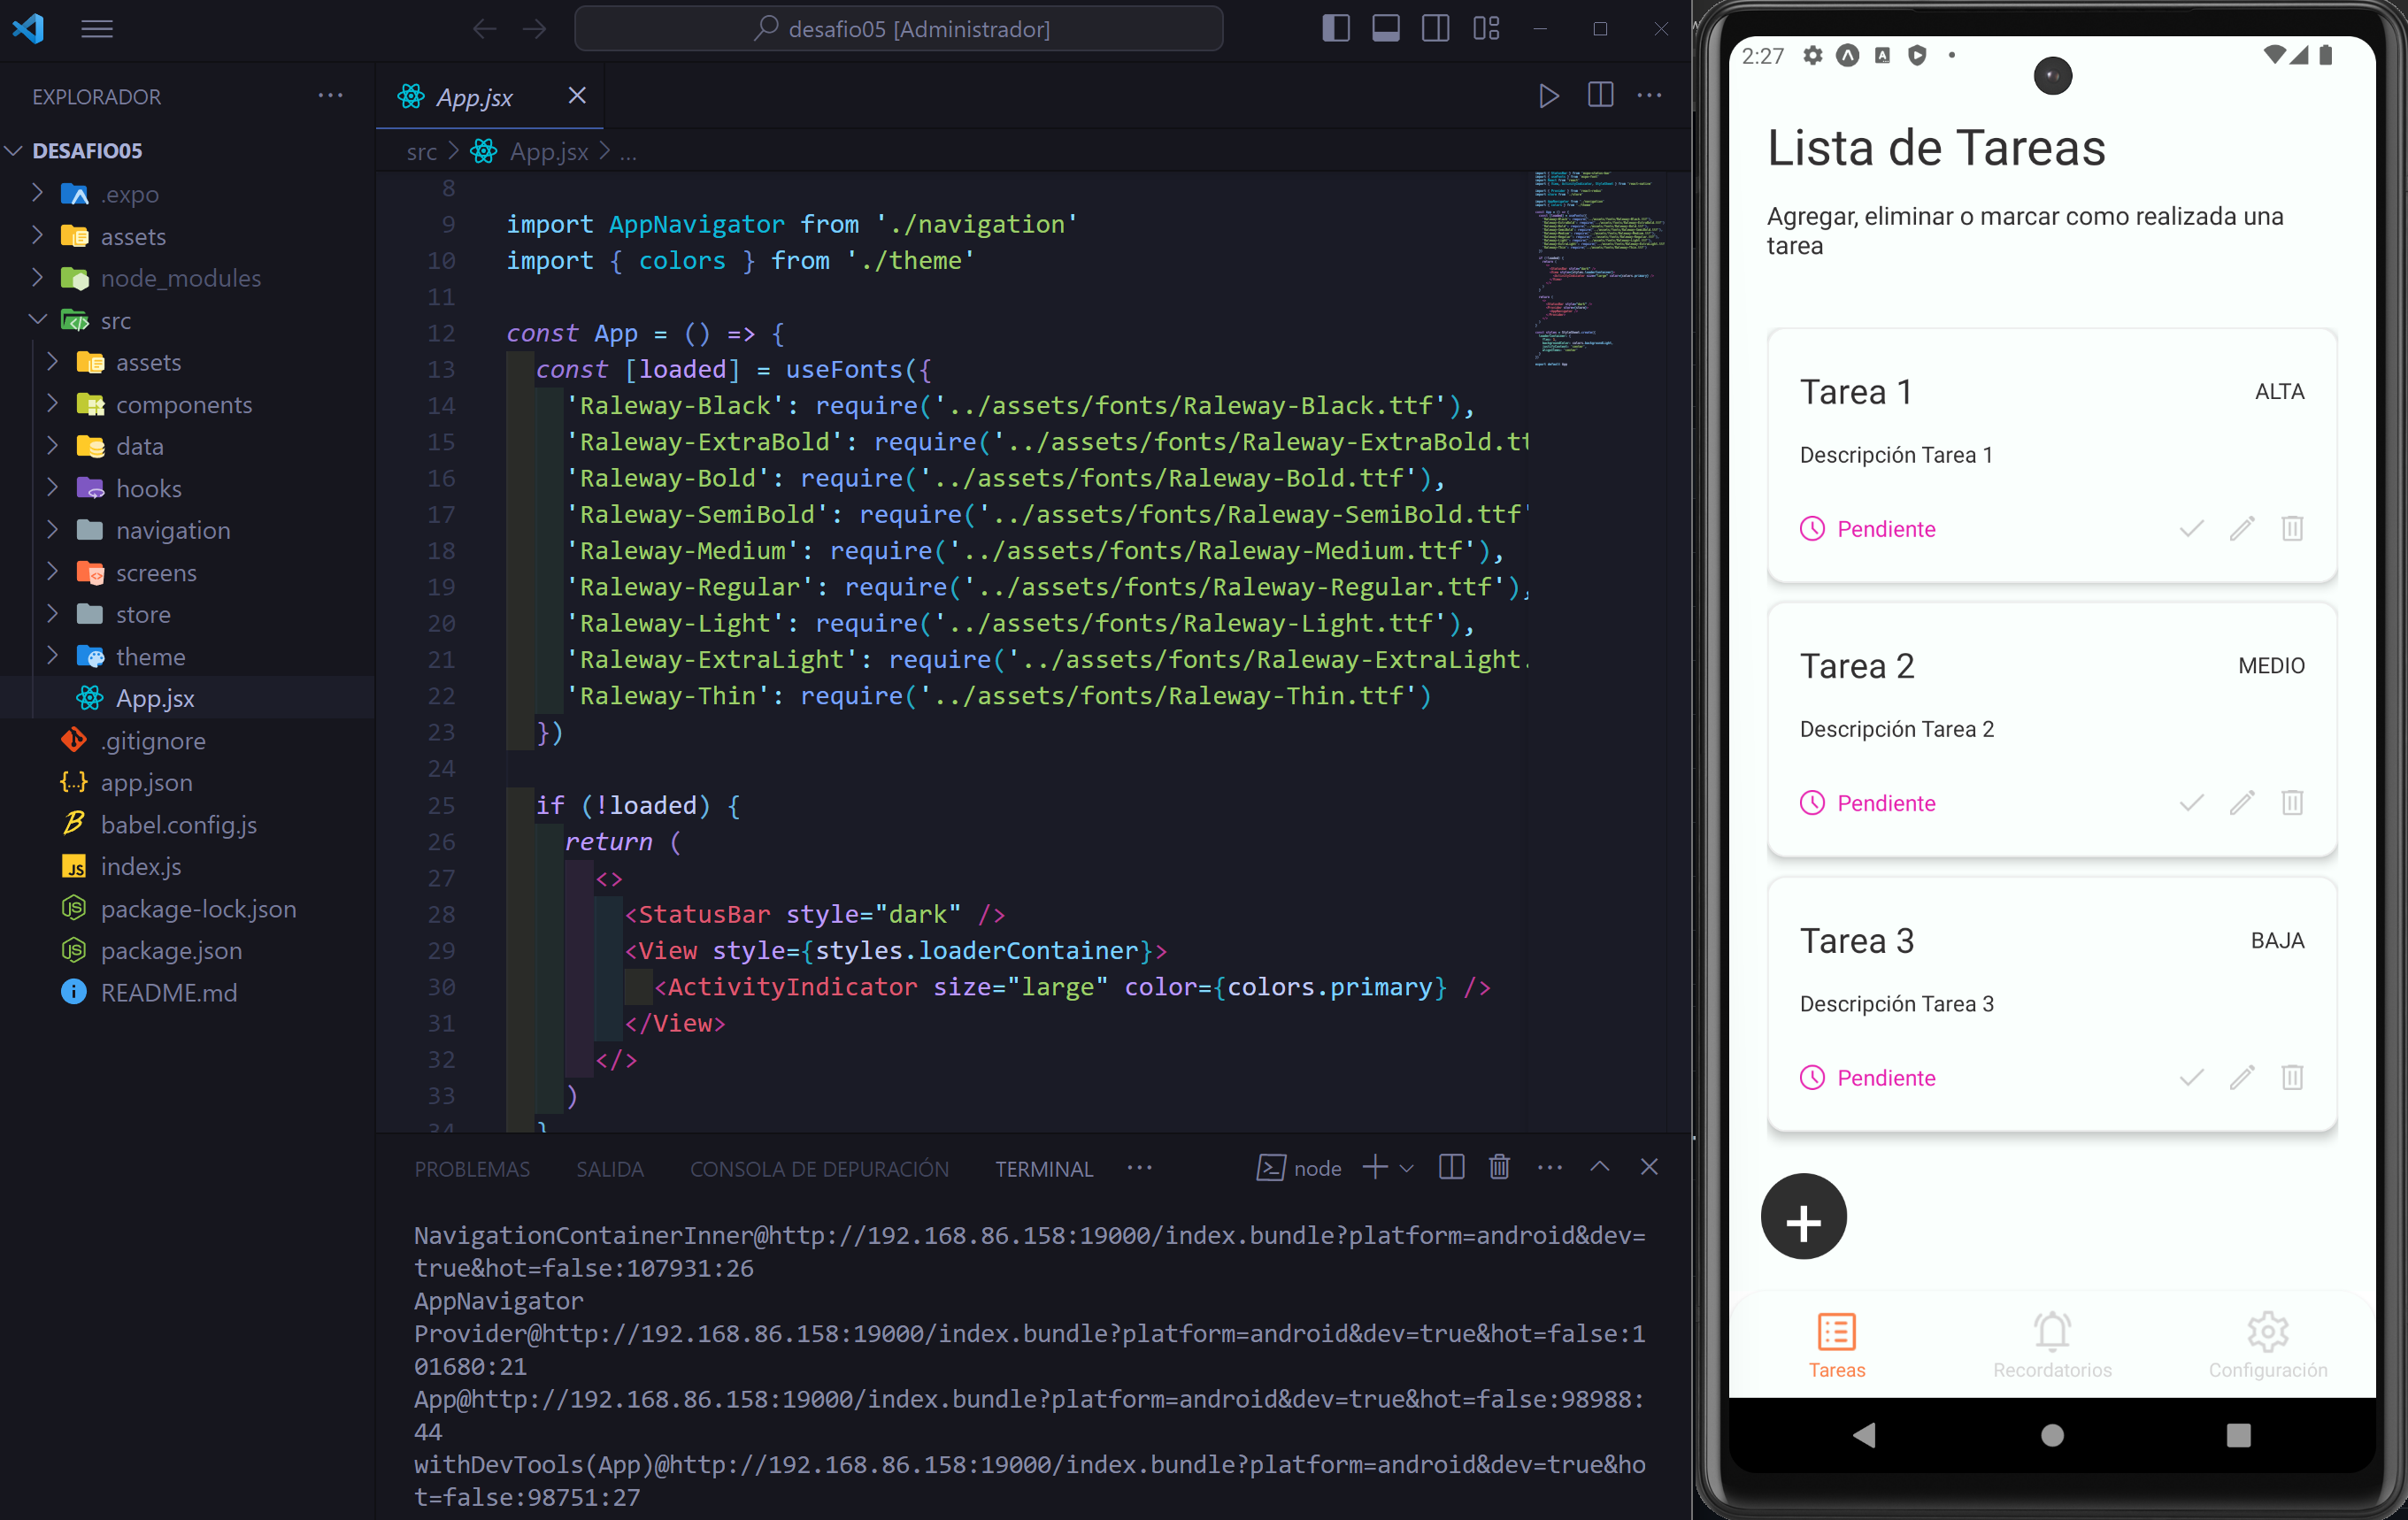 desafio05 [Administrador]
EXPLORADOR
DESAFIO05
.expo
assets
node_modules
src
assets
components
data
hooks
navigation
screens
store
theme
App.jsx
.gitignore
app.json
babel.config.js
index.js
package-lock.json
package.json
README.md
App.jsx
src > App.jsx > ...
8
9 import AppNavigator from './navigation'
10 import { colors } from './theme'
11
12 const App = () => {
13 const [loaded] = useFonts({
14 'Raleway-Black': require('../assets/fonts/Raleway-Black.ttf'),
15 'Raleway-ExtraBold': require('../assets/fonts/Raleway-ExtraBold.tt
16 'Raleway-Bold': require('../assets/fonts/Raleway-Bold.ttf'),
17 'Raleway-SemiBold': require('../assets/fonts/Raleway-SemiBold.ttf'
18 'Raleway-Medium': require('../assets/fonts/Raleway-Medium.ttf'),
19 'Raleway-Regular': require('../assets/fonts/Raleway-Regular.ttf'),
20 'Raleway-Light': require('../assets/fonts/Raleway-Light.ttf'),
21 'Raleway-ExtraLight': require('../assets/fonts/Raleway-ExtraLight.
22 'Raleway-Thin': require('../assets/fonts/Raleway-Thin.ttf')
23 })
24
25 if (!loaded) {
26 return (
27 <>
28 <StatusBar style="dark" />
29 <View style={styles.loaderContainer}>
30 <ActivityIndicator size="large" color={colors.primary} />
31 </View>
32 </>
33 )
34 }
PROBLEMAS SALIDA CONSOLA DE DEPURACIÓN TERMINAL ... node
NavigationContainerInner@http://192.168.86.158:19000/index.bundle?platform=android&dev=
true&hot=false:107931:26
AppNavigator
Provider@http://192.168.86.158:19000/index.bundle?platform=android&dev=true&hot=false:1
01680:21
App@http://192.168.86.158:19000/index.bundle?platform=android&dev=true&hot=false:98988:
44
withDevTools(App)@http://192.168.86.158:19000/index.bundle?platform=android&dev=true&ho
t=false:98751:27
2:27
Lista de Tareas
Agregar, eliminar o marcar como realizada una
tarea
Tarea 1 ALTA
Descripción Tarea 1
Pendiente
Tarea 2 MEDIO
Descripción Tarea 2
Pendiente
Tarea 3 BAJA
Descripción Tarea 3
Pendiente
Tareas Recordatorios Configuración